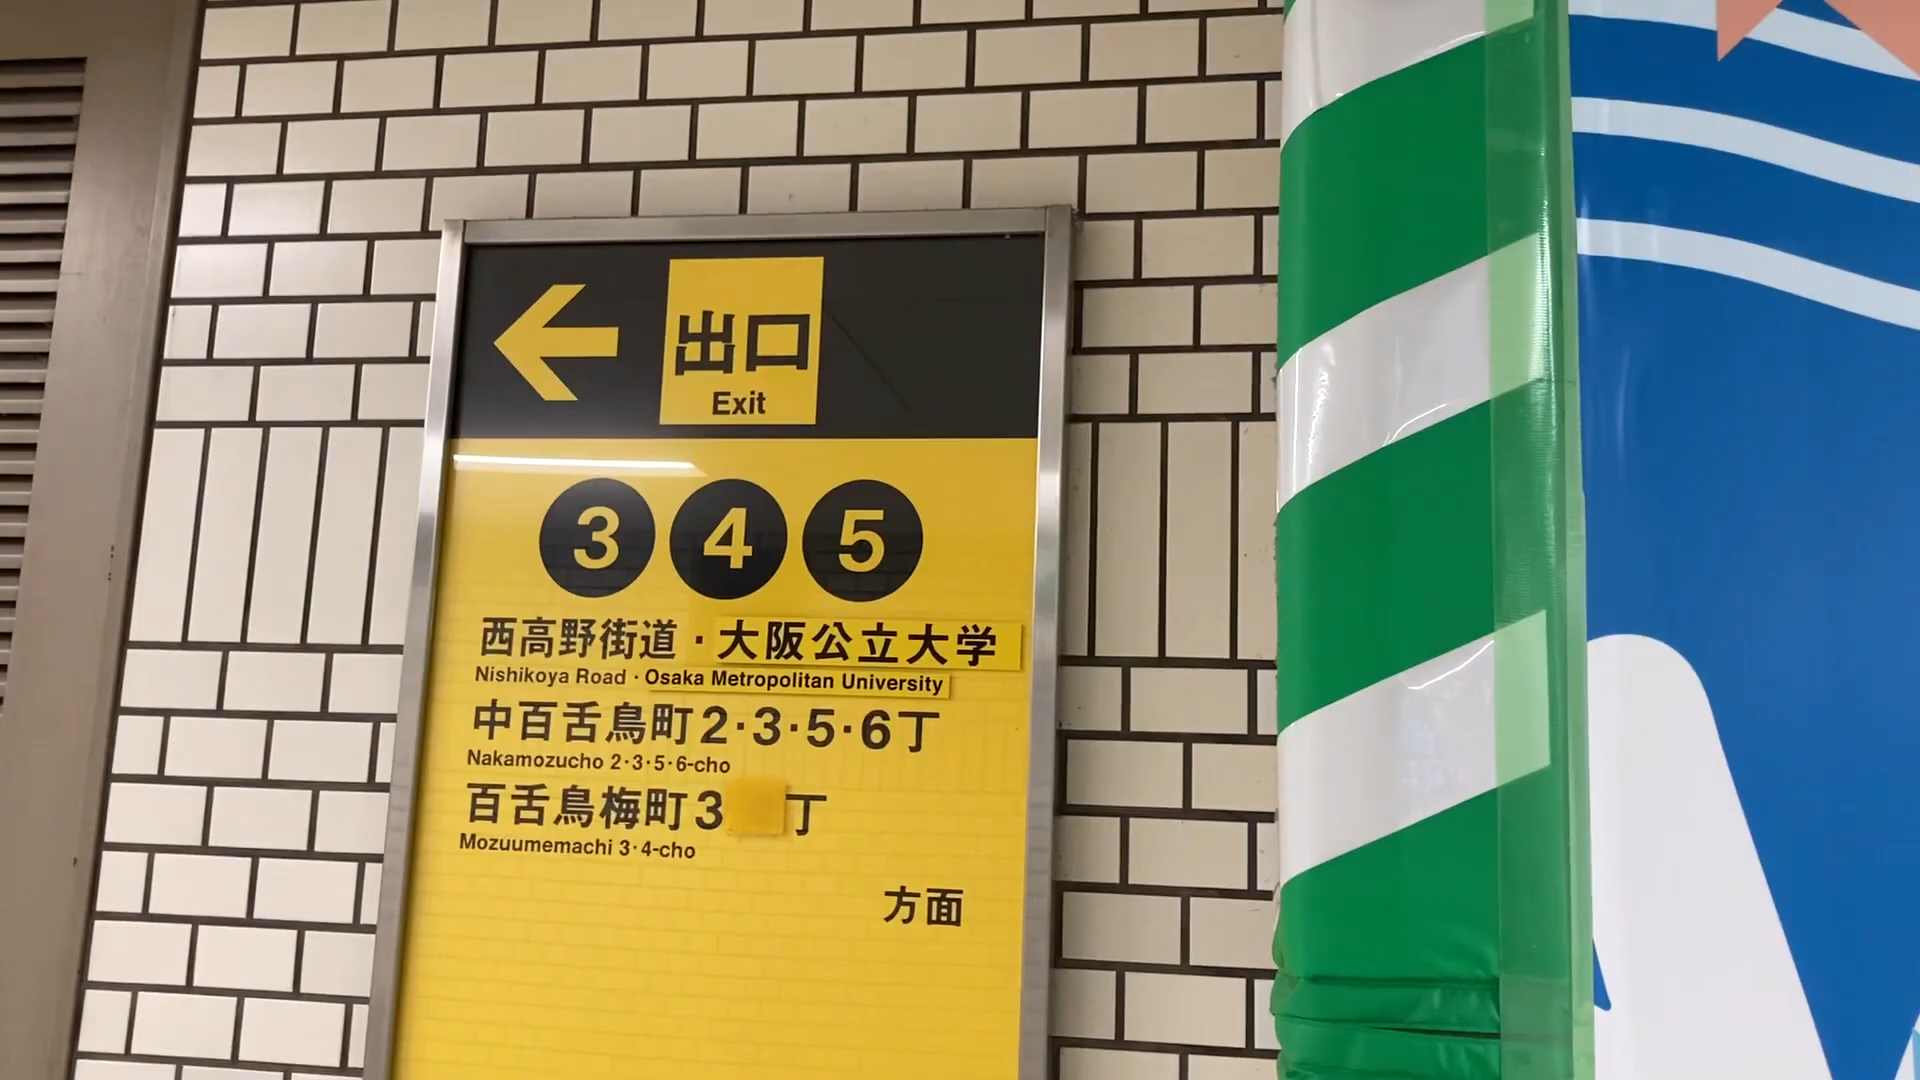 出口
Exit
3 4 5
西高野街道・大阪公立大学
Nishikoya Road・Osaka Metropolitan University
中百舌鳥町2・3・5・6丁
Nakamozucho 2・3・5・6-cho
百舌鳥梅町3 丁
Mozuumemachi 3・4-cho
方面